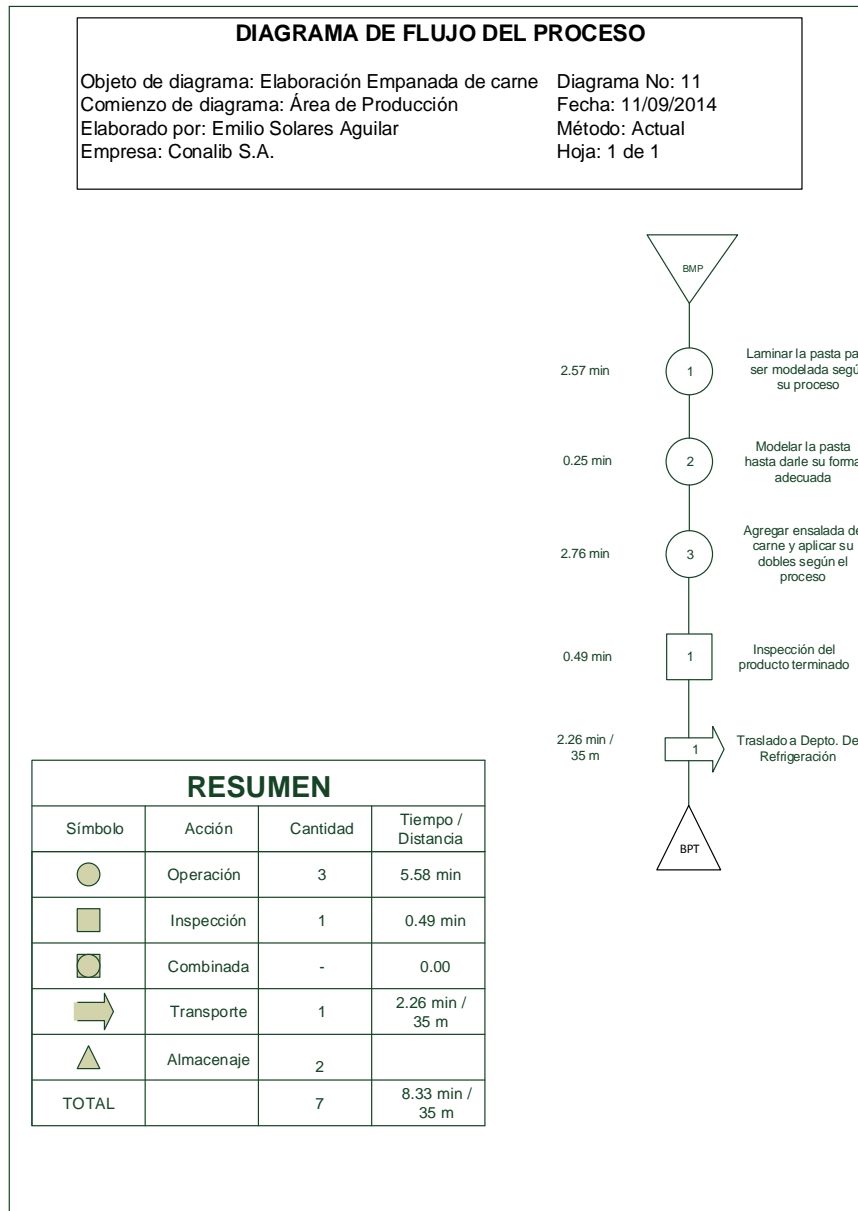 DIAGRAMA DE FLUJO DEL PROCESO
Objeto de diagrama: Elaboración Empanada de carne
Comienzo de diagrama: Área de Producción
Elaborado por: Emilio Solares Aguilar
Empresa: Conalib S.A.
Diagrama No: 11
Fecha: 11/09/2014
Método: Actual
Hoja: 1 de 1
BMP
2.57 min
1
Laminar la pasta pa
ser modelada segú
su proceso
0.25 min
2
Modelar la pasta
hasta darle su forma
adecuada
2.76 min
3
Agregar ensalada de
carne y aplicar su
dobles según el
proceso
0.49 min
1
Inspección del
producto terminado
2.26 min /
35 m
1
Traslado a Depto. De
Refrigeración
BPT
RESUMEN
Símbolo Acción Cantidad Tiempo /
Distancia
Operación 3 5.58 min
Inspección 1 0.49 min
Combinada - 0.00
Transporte 1 2.26 min /
35 m
Almacenaje 2
TOTAL 7 8.33 min /
35 m